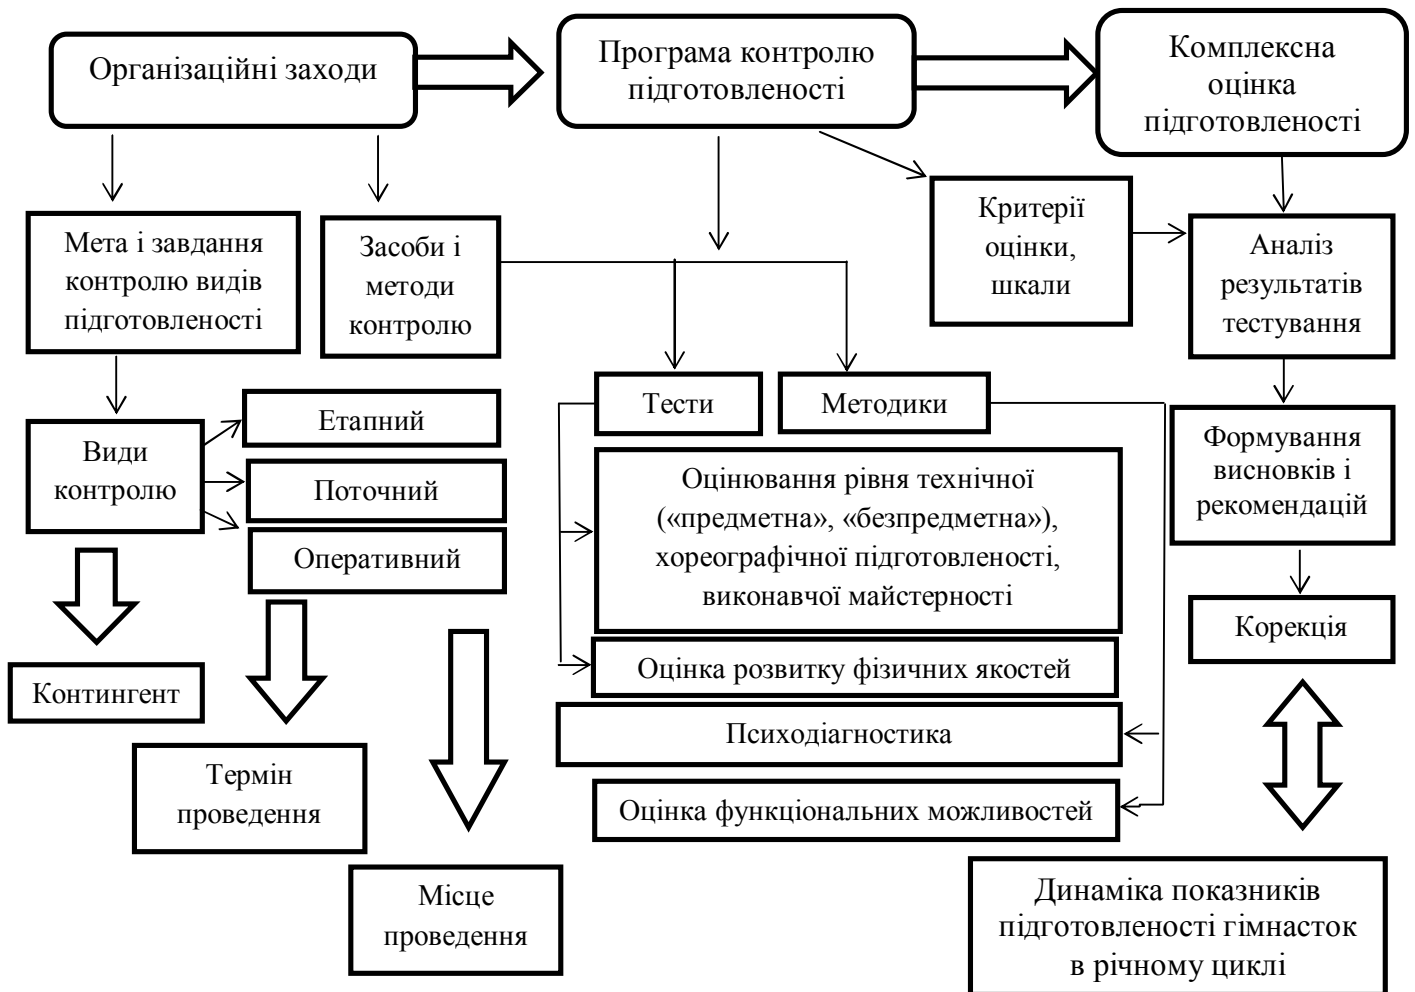 Організаційні заходи
Програма контролю
підготовленості
Комплексна
оцінка
підготовленості
Мета і завдання
контролю видів
підготовленості
Засоби і
методи
контролю
Критерії
оцінки,
шкали
Аналіз
результатів
тестування
Тести
Методики
Види
контролю
Етапний
Поточний
Оперативний
Оцінювання рівня технічної
(«предметна», «безпредметна»),
хореографічної підготовленості,
виконавчої майстерності
Формування
висновків і
рекомендацій
Оцінка розвитку фізичних якостей
Корекція
Контингент
Психодіагностика
Термін
проведення
Оцінка функціональних можливостей
Місце
проведення
Динаміка показників
підготовленості гімнасток
в річному циклі